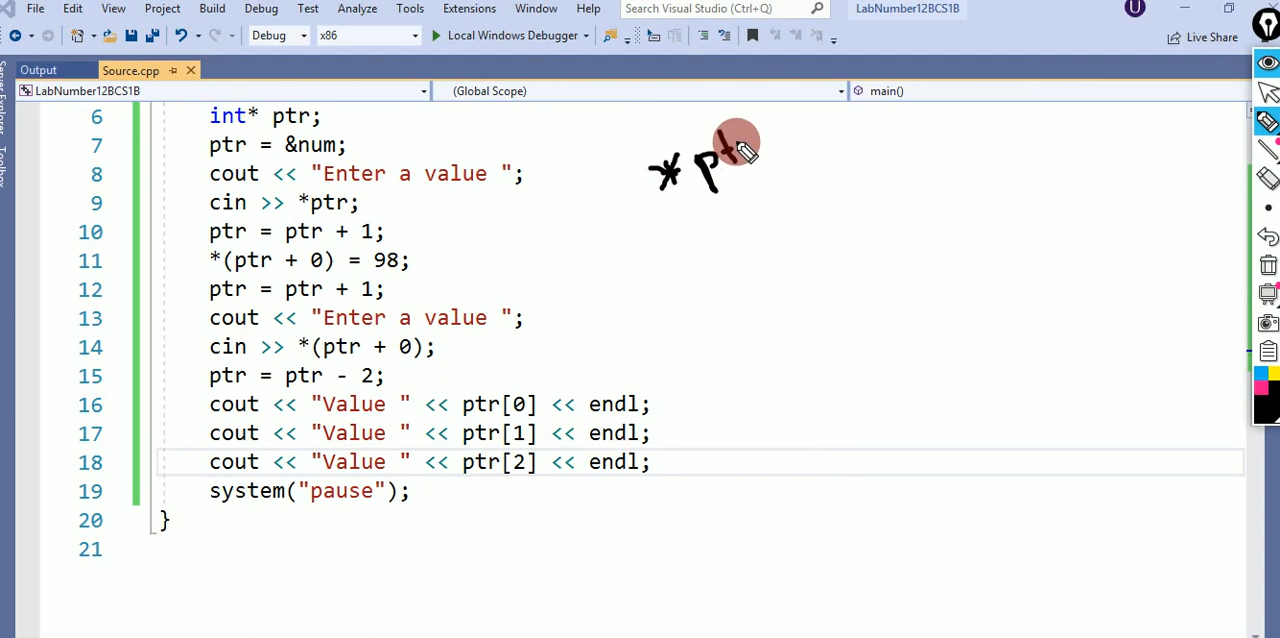 File Edit View Project Build Debug Test Analyze Tools Extensions Window Help Search Visual Studio (Ctrl+Q) LabNumber12BCS1B U
Debug x86 Local Windows Debugger Live Share
Server Explorer
Toolbox
Output Source.cpp
LabNumber12BCS1B (Global Scope) main()
6 int* ptr;
7 ptr = &num;
8 cout << "Enter a value ";
9 cin >> *ptr;
10 ptr = ptr + 1;
11 *(ptr + 0) = 98;
12 ptr = ptr + 1;
13 cout << "Enter a value ";
14 cin >> *(ptr + 0);
15 ptr = ptr - 2;
16 cout << "Value " << ptr[0] << endl;
17 cout << "Value " << ptr[1] << endl;
18 cout << "Value " << ptr[2] << endl;
19 system("pause");
20 }
21
*pt